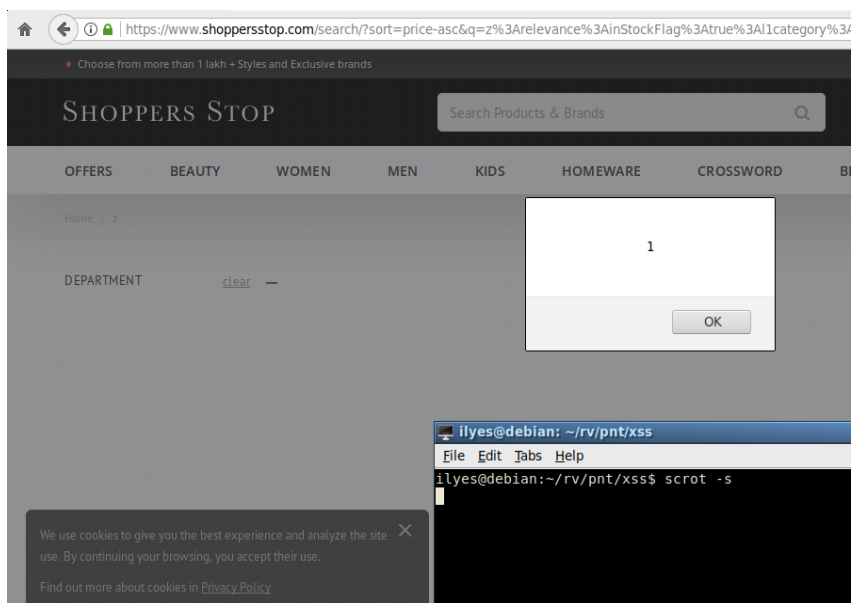 https://www.shoppersstop.com/search/?sort=price-asc&q=z%3Arelevance%3AinStockFlag%3Atrue%3Al1category%3A
Choose from more than 1 lakh + Styles and Exclusive brands
SHOPPERS STOP
Search Products & Brands
OFFERS BEAUTY WOMEN MEN KIDS HOMEWARE CROSSWORD
Home / z
1
DEPARTMENT clear —
OK
ilyes@debian: ~/rv/pnt/xss
File Edit Tabs Help
ilyes@debian:~/rv/pnt/xss$ scrot -s
We use cookies to give you the best experience and analyze the site
use. By continuing your browsing, you accept their use.
Find out more about cookies in Privacy Policy